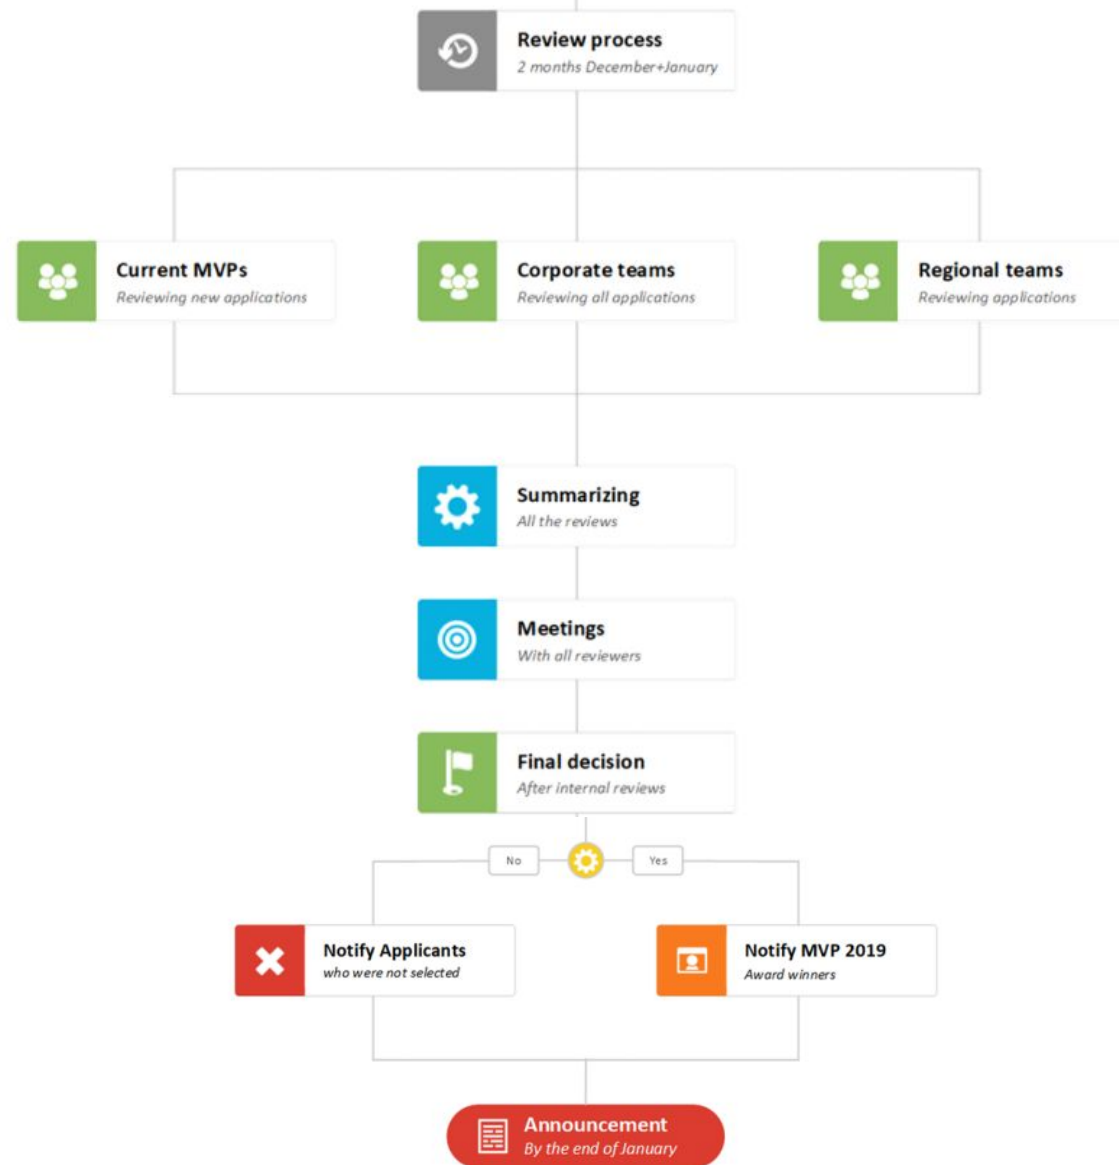 Review process
2 months December+January
Current MVPs
Reviewing new applications
Corporate teams
Reviewing all applications
Regional teams
Reviewing applications
Summarizing
All the reviews
Meetings
With all reviewers
Final decision
After internal reviews
No
Yes
Notify Applicants
who were not selected
Notify MVP 2019
Award winners
Announcement
By the end of January